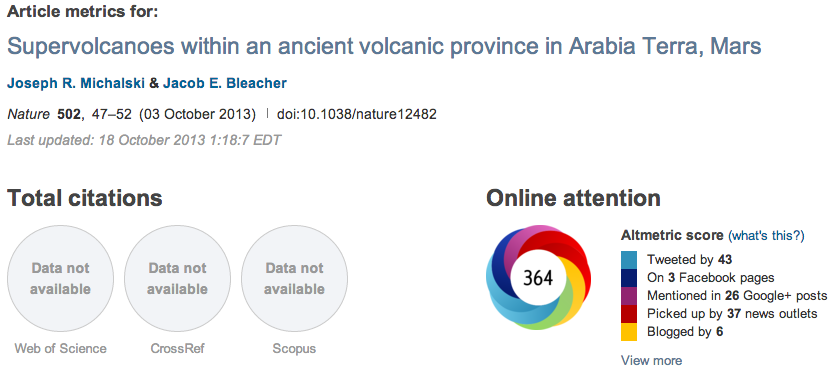 Article metrics for:
Supervolcanoes within an ancient volcanic province in Arabia Terra, Mars
Joseph R. Michalski & Jacob E. Bleacher
Nature 502, 47–52 (03 October 2013) | doi:10.1038/nature12482
Last updated: 18 October 2013 1:18:7 EDT
Total citations
Data not
available
Web of Science
Data not
available
CrossRef
Data not
available
Scopus
Online attention
364
Altmetric score (what's this?)
Tweeted by 43
On 3 Facebook pages
Mentioned in 26 Google+ posts
Picked up by 37 news outlets
Blogged by 6
View more